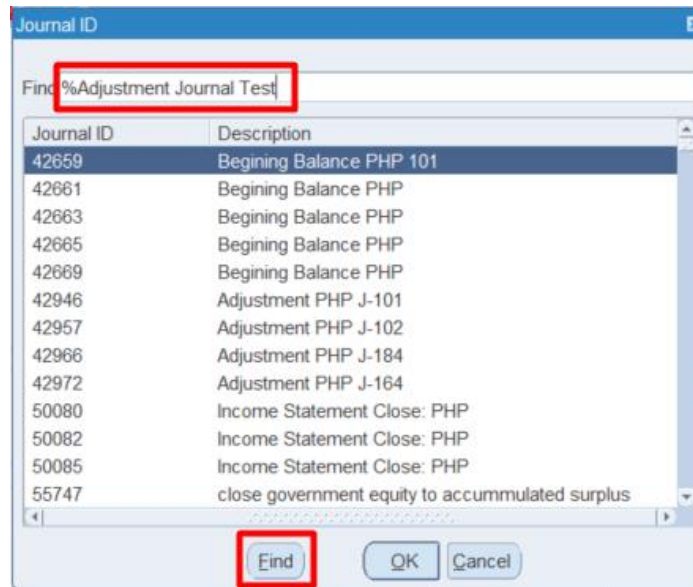 Journal ID
Find %Adjustment Journal Test
Journal ID Description
42659 Begining Balance PHP 101
42661 Begining Balance PHP
42663 Begining Balance PHP
42665 Begining Balance PHP
42669 Begining Balance PHP
42946 Adjustment PHP J-101
42957 Adjustment PHP J-102
42966 Adjustment PHP J-184
42972 Adjustment PHP J-164
50080 Income Statement Close: PHP
50082 Income Statement Close: PHP
50085 Income Statement Close: PHP
55747 close government equity to accummulated surplus
Find OK Cancel